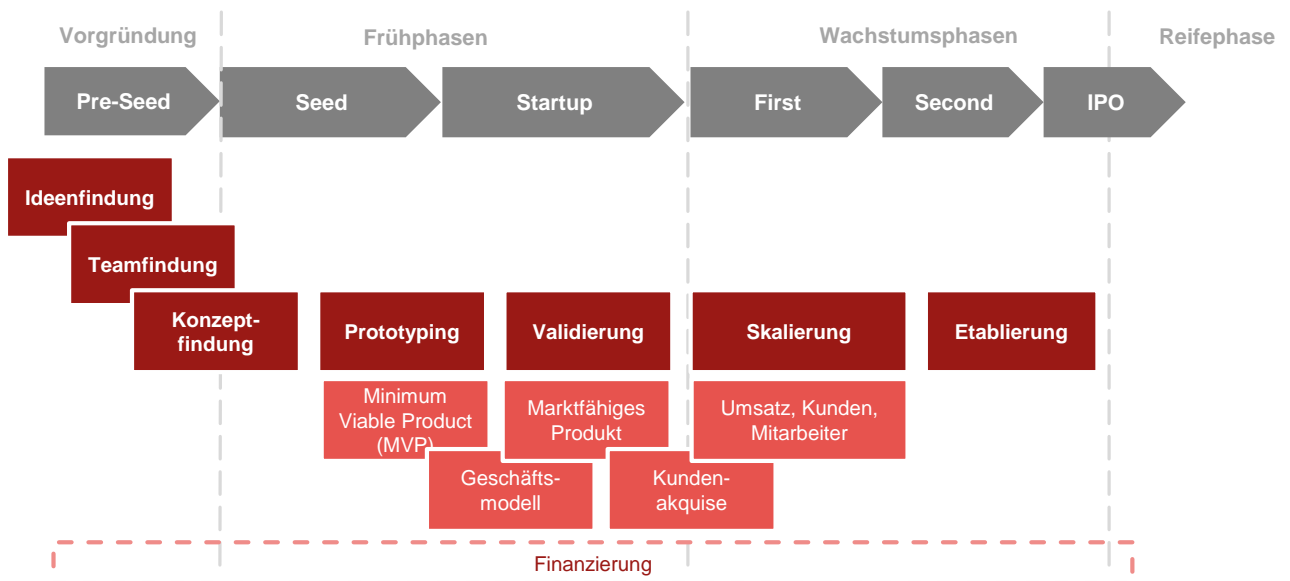 Vorgründung
Frühphasen
Wachstumsphasen
Reifephase
Pre-Seed
Seed
Startup
First
Second
IPO
Ideenfindung
Teamfindung
Konzept-
findung
Prototyping
Validierung
Skalierung
Etablierung
Minimum
Viable Product
(MVP)
Marktfähiges
Produkt
Umsatz, Kunden,
Mitarbeiter
Geschäfts-
modell
Kunden-
akquise
Finanzierung